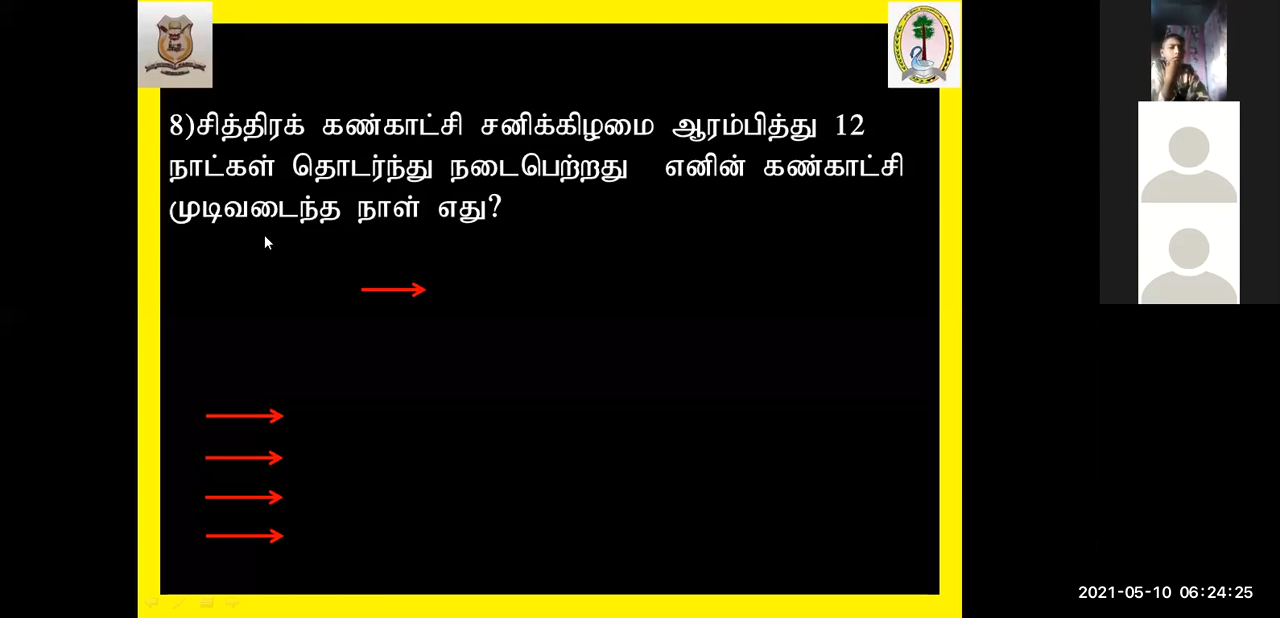 8)சித்திரக் கண்காட்சி சனிக்கிழமை ஆரம்பித்து 12
நாட்கள் தொடர்ந்து நடைபெற்றது எனின் கண்காட்சி
முடிவடைந்த நாள் எது?
2021-05-10 06:24:25